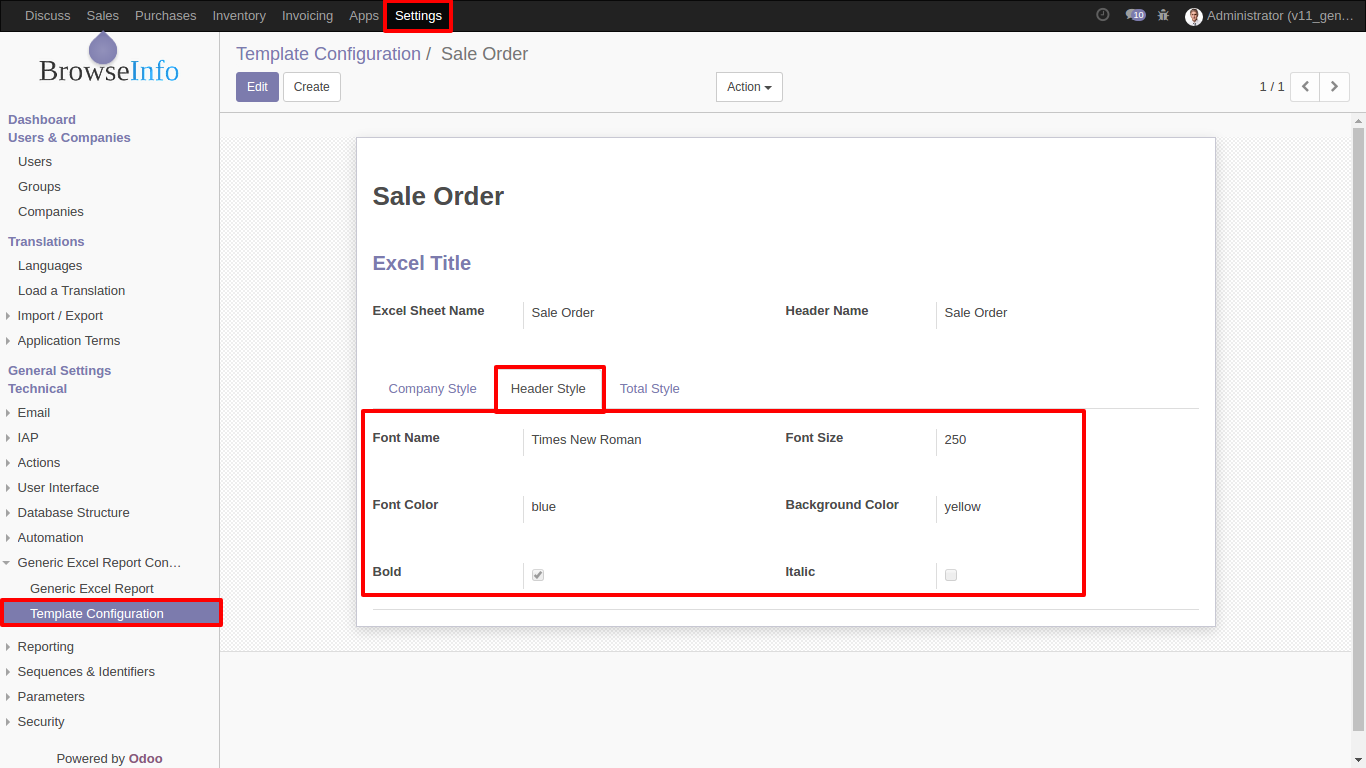 Discuss Sales Purchases Inventory Invoicing Apps Settings 10 Administrator (v11_gen…
BrowseInfo
Dashboard
Users & Companies
Users
Groups
Companies
Translations
Languages
Load a Translation
Import / Export
Application Terms
General Settings
Technical
Email
IAP
Actions
User Interface
Database Structure
Automation
Generic Excel Report Con…
Generic Excel Report
Template Configuration
Reporting
Sequences & Identifiers
Parameters
Security
Powered by Odoo
Template Configuration / Sale Order
Edit Create Action 1 / 1
Sale Order
Excel Title
Excel Sheet Name Sale Order Header Name Sale Order
Company Style Header Style Total Style
Font Name Times New Roman Font Size 250
Font Color blue Background Color yellow
Bold Italic